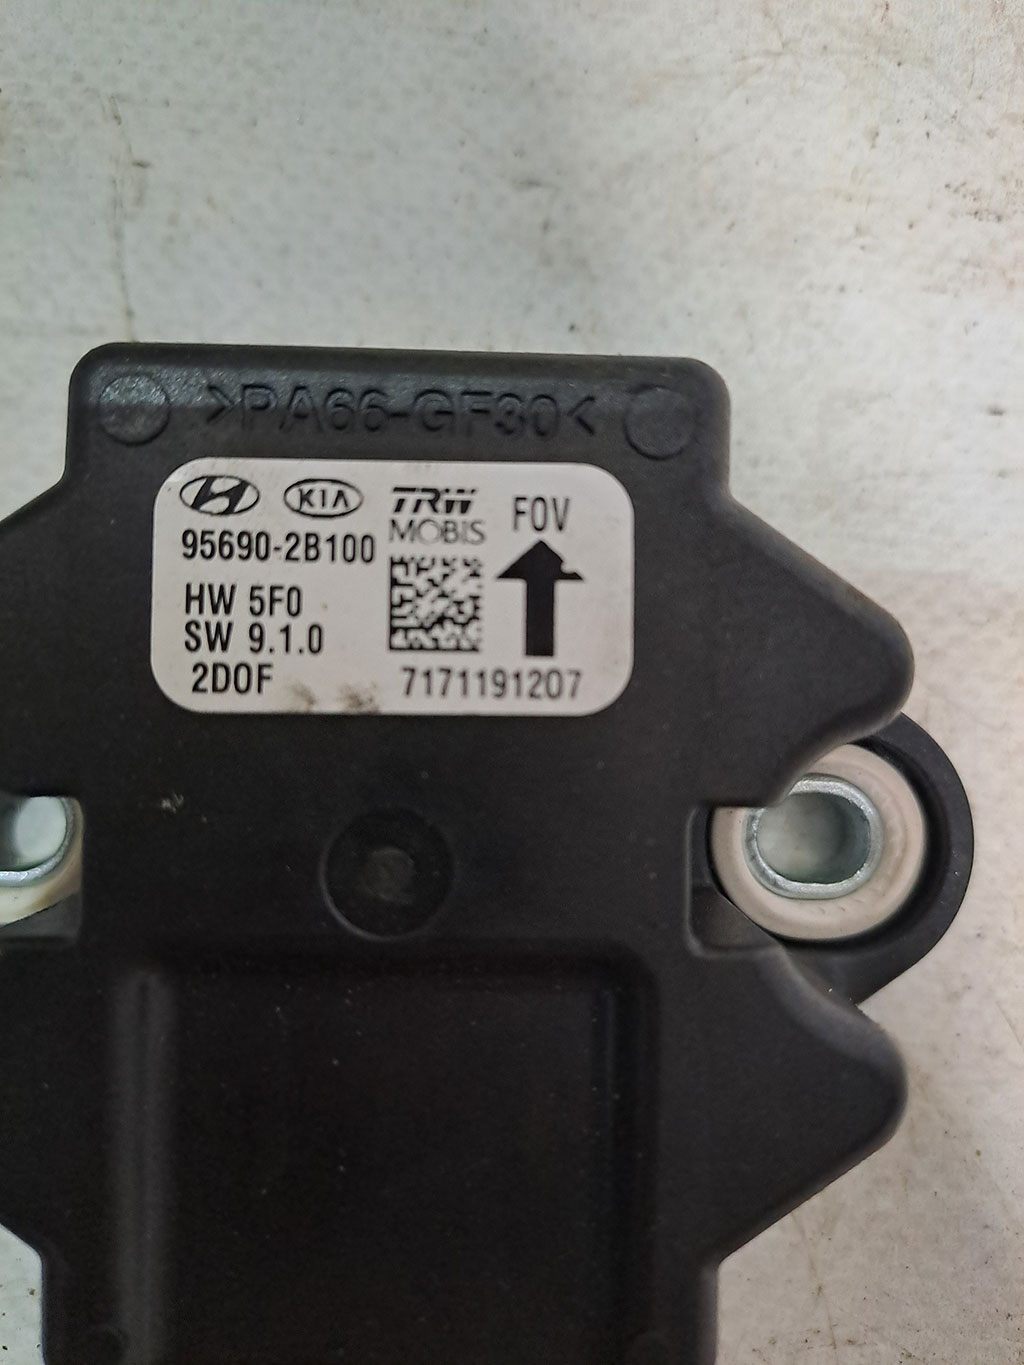 >PA66-GF30<
KIA
TRW
MOBIS
FOV
95690-2B100
HW 5F0
SW 9.1.0
2DOF
7171191207